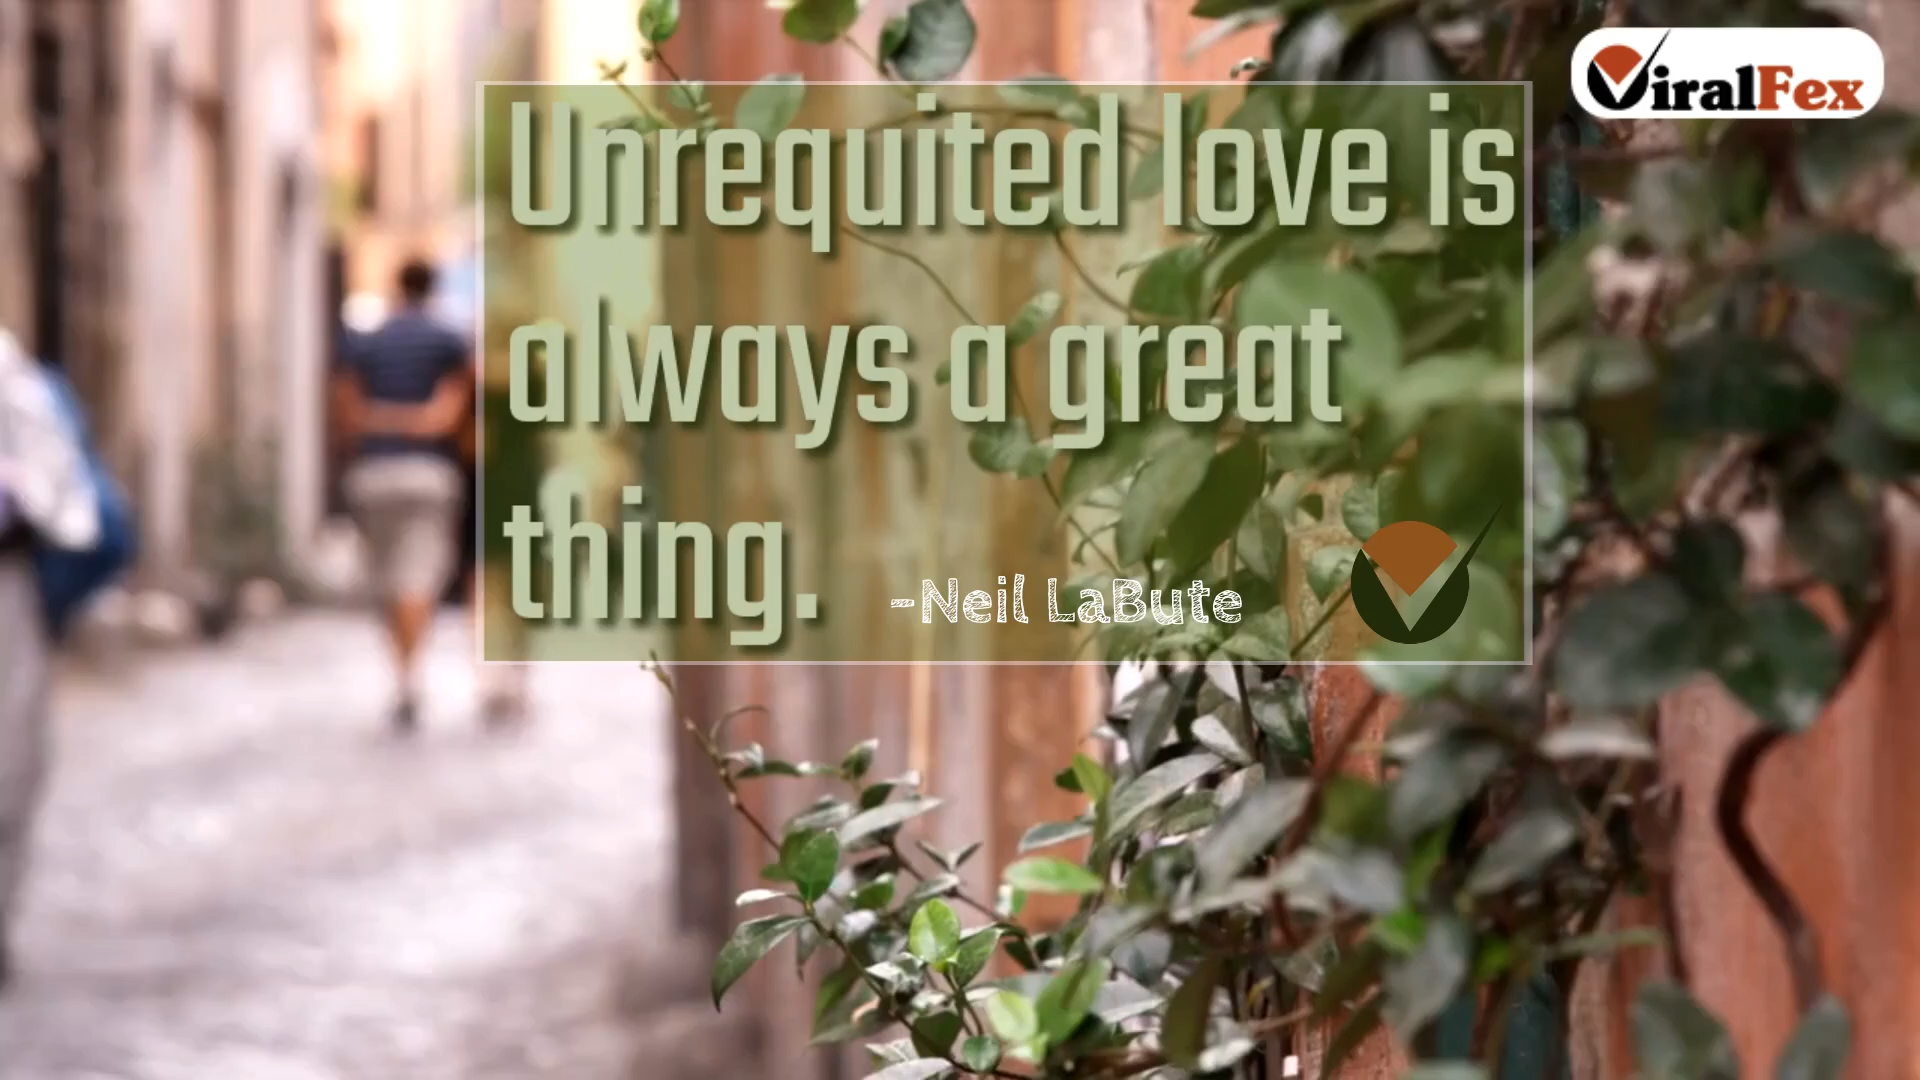 ViralFex
Unrequited love is
always a great
thing.
-Neil LaBute